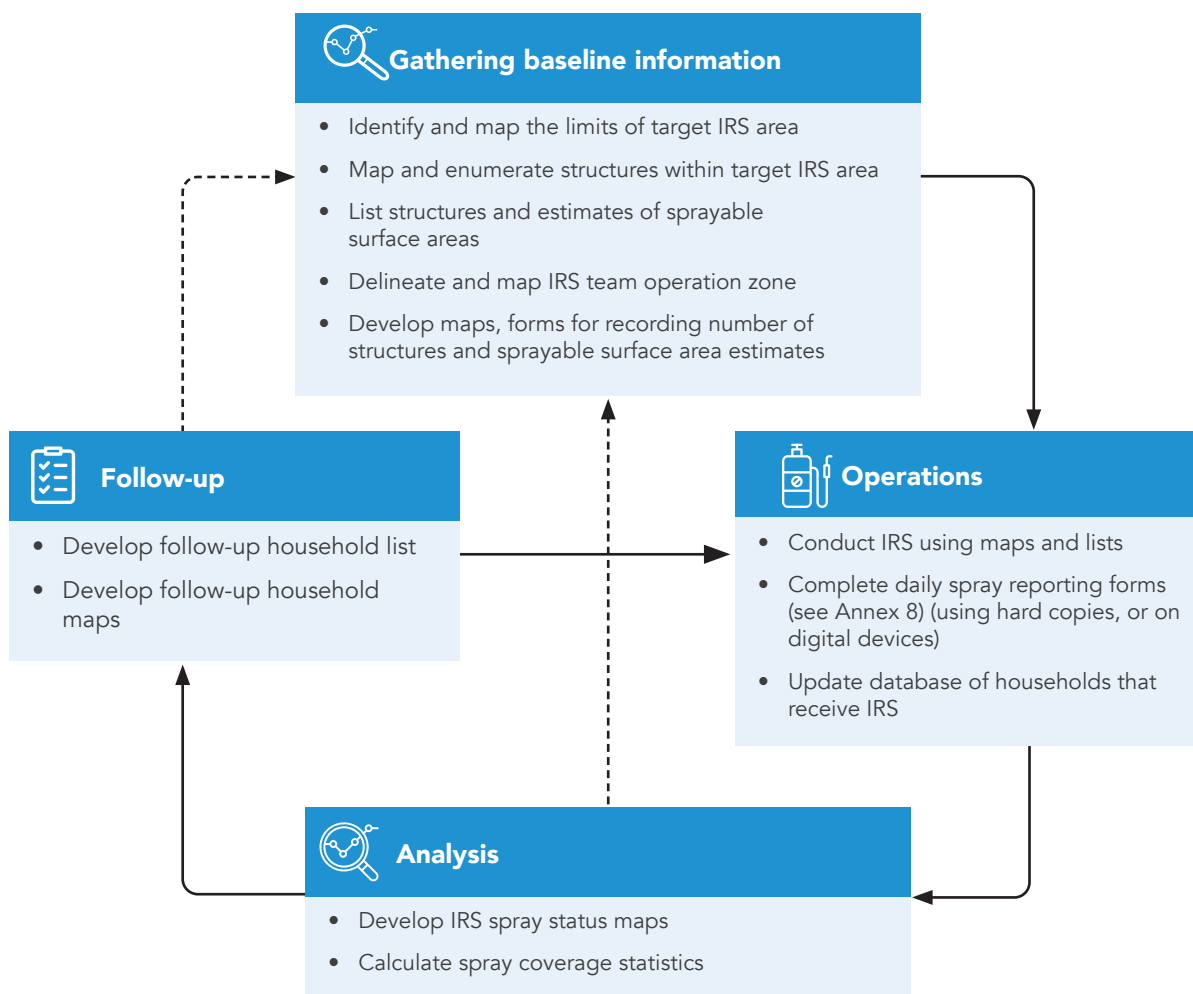 Gathering baseline information
• Identify and map the limits of target IRS area
• Map and enumerate structures within target IRS area
• List structures and estimates of sprayable
surface areas
• Delineate and map IRS team operation zone
• Develop maps, forms for recording number of
structures and sprayable surface area estimates
Follow-up
• Develop follow-up household list
• Develop follow-up household
maps
Operations
• Conduct IRS using maps and lists
• Complete daily spray reporting forms
(see Annex 8) (using hard copies, or on
digital devices)
• Update database of households that
receive IRS
Analysis
• Develop IRS spray status maps
• Calculate spray coverage statistics